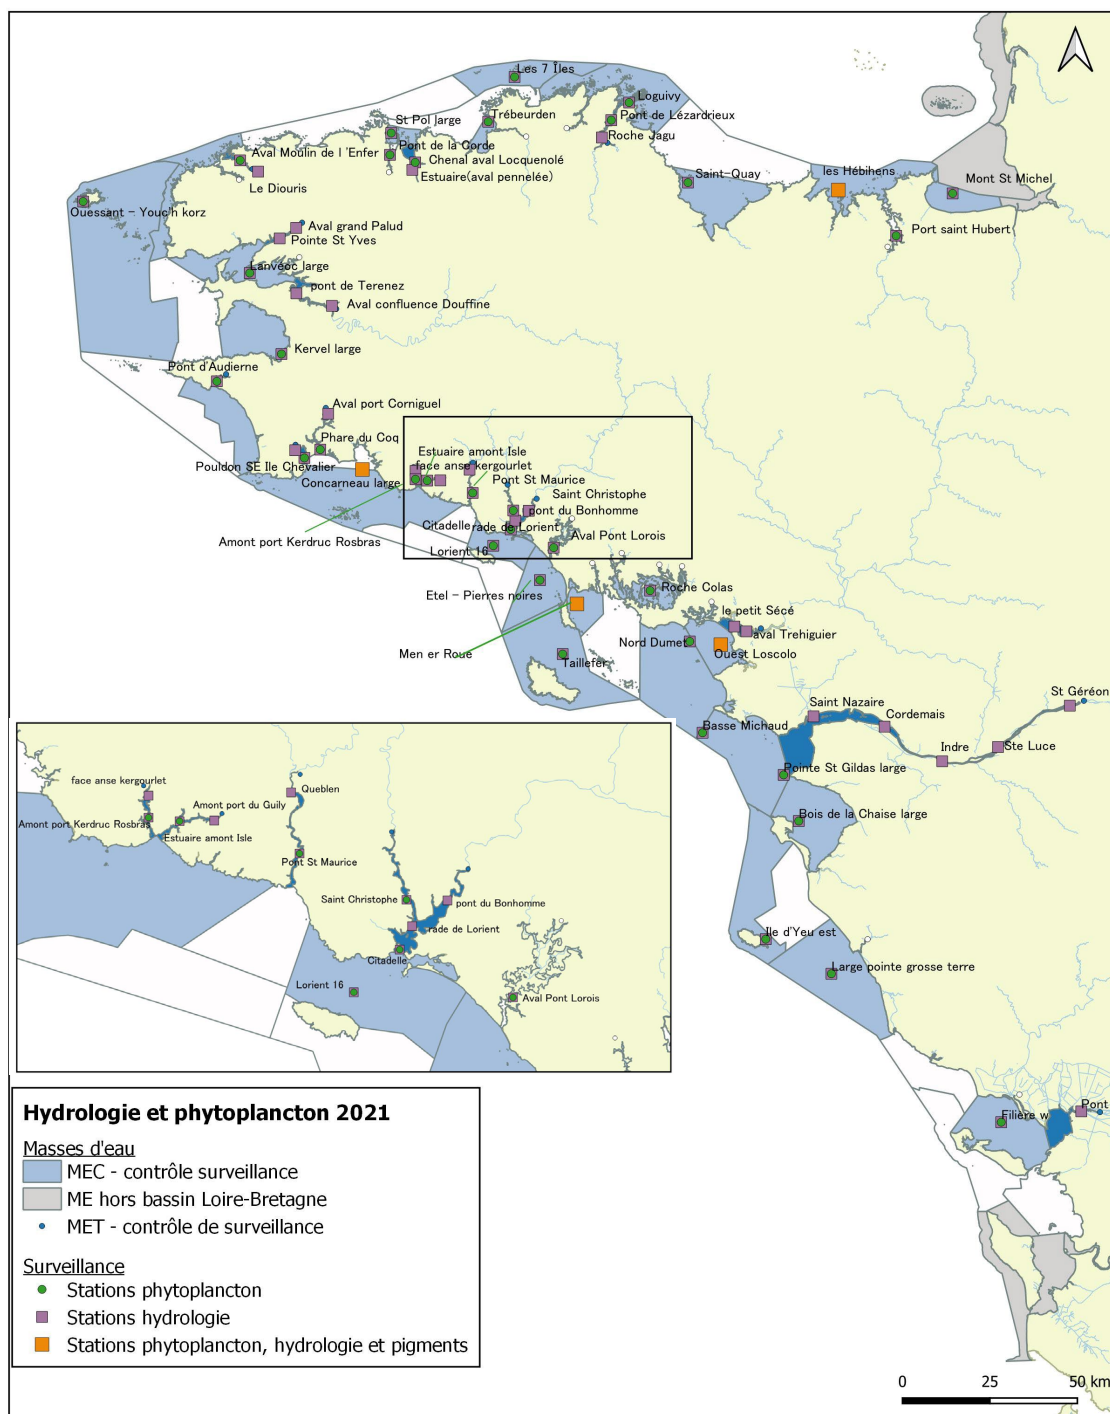 Les 7 Îles
Loguivy
Trébeurden
Pont de Lézardrieux
St Pol large
Roche Jagu
Pont de la Corde
Aval Moulin de l 'Enfer
Chenal aval Locquenolé
Estuaire(aval pennelée)
Le Diouris
Saint-Quay
les Hébihens
Mont St Michel
Ouessant - Youc'h korz
Aval grand Palud
Port saint Hubert
Pointe St Yves
Lanvéoc large
pont de Terenez
Aval confluence Douffine
Kervel large
Pont d'Audierne
Aval port Corniguel
Phare du Coq
Estuaire amont Isle
Pouldon SE Ile Chevalier
face anse kergourlet
Concarneau large
Pont St Maurice
Saint Christophe
pont du Bonhomme
Citadelle
rade de Lorient
Amont port Kerdruc Rosbras
Lorient 16
Aval Pont Lorois
Etel - Pierres noires
Roche Colas
le petit Sécé
aval Trehiguier
Men er Roue
Nord Dumet
Ouest Loscolo
Taillefer
St Géréon
Saint Nazaire
Cordemais
Basse Michaud
Indre
Ste Luce
Pointe St Gildas large
Bois de la Chaise large
Ile d'Yeu est
Large pointe grosse terre
Filière w
Pont
face anse kergourlet
Queblen
Amont port du Guily
Amont port Kerdruc Rosbras
Estuaire amont Isle
Pont St Maurice
Saint Christophe
pont du Bonhomme
rade de Lorient
Citadelle
Lorient 16
Aval Pont Lorois
Hydrologie et phytoplancton 2021
Masses d'eau
MEC - contrôle surveillance
ME hors bassin Loire-Bretagne
MET - contrôle de surveillance
Surveillance
Stations phytoplancton
Stations hydrologie
Stations phytoplancton, hydrologie et pigments
0 25 50 km